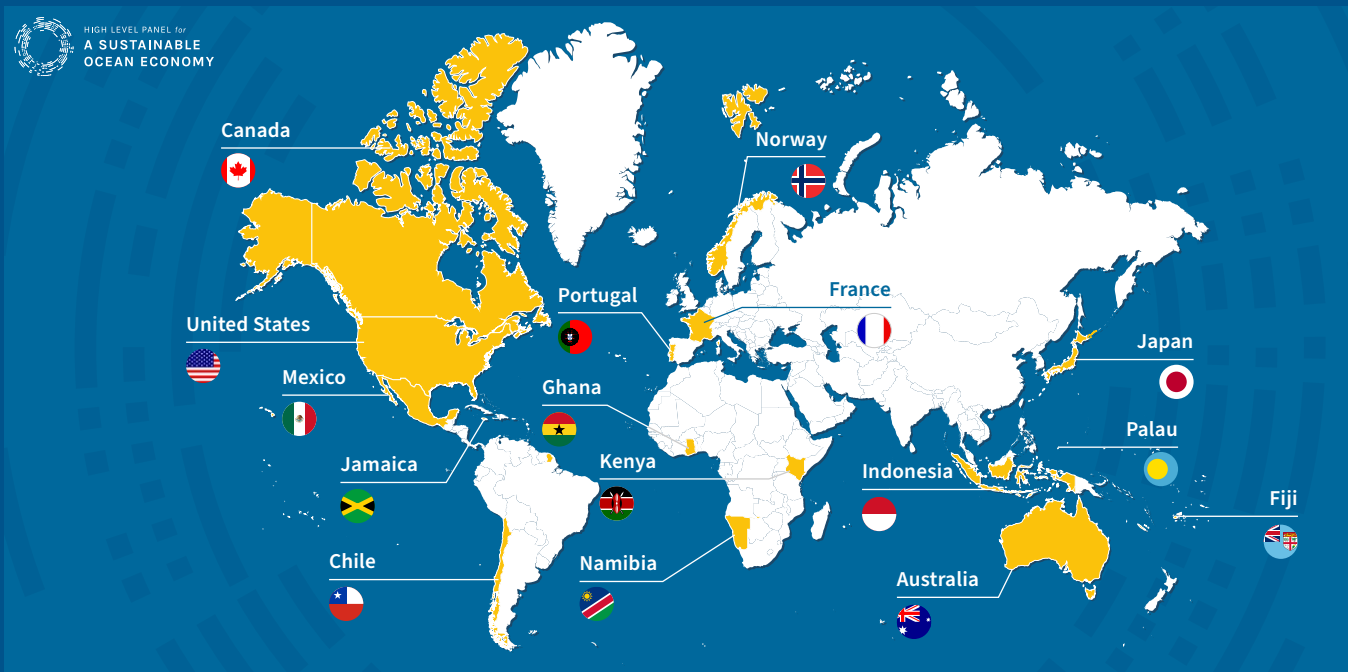 HIGH LEVEL PANEL for
A SUSTAINABLE
OCEAN ECONOMY
Canada
Norway
France
Portugal
United States
Japan
Mexico
Ghana
Palau
Jamaica
Kenya
Indonesia
Fiji
Chile
Namibia
Australia